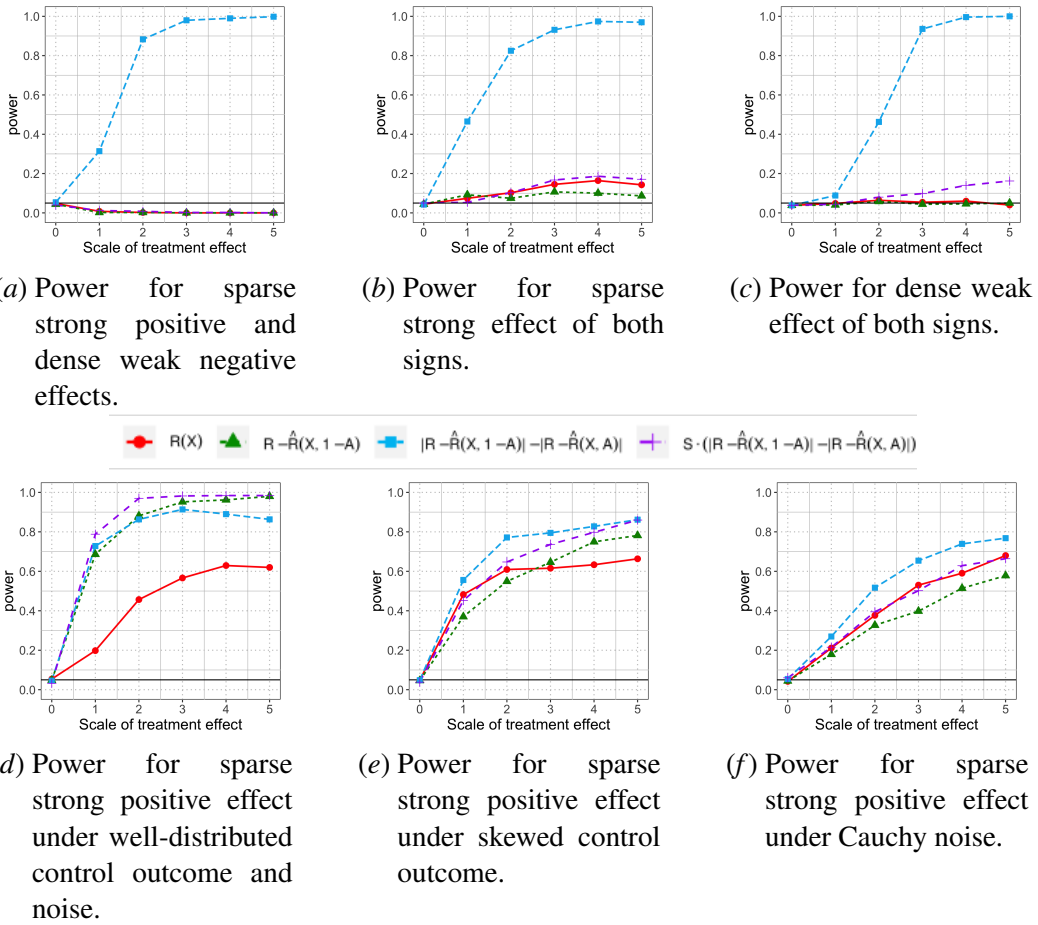 1.0
0.8
0.6
0.4
0.2
0.0
power
0 1 2 3 4 5
Scale of treatment effect
1.0
0.8
0.6
0.4
0.2
0.0
power
0 1 2 3 4 5
Scale of treatment effect
1.0
0.8
0.6
0.4
0.2
0.0
power
0 1 2 3 4 5
Scale of treatment effect
a) Power for sparse
strong positive and
dense weak negative
effects.
(b) Power for sparse
strong effect of both
signs.
(c) Power for dense weak
effect of both signs.
R(X) R −R̂(X, 1 −A) |R −R̂(X, 1 −A)| −|R −R̂(X, A)| S·(|R −R̂(X, 1 −A)| −|R −R̂(X, A)|)
1.0
0.8
0.6
0.4
0.2
0.0
power
0 1 2 3 4 5
Scale of treatment effect
1.0
0.8
0.6
0.4
0.2
0.0
power
0 1 2 3 4 5
Scale of treatment effect
1.0
0.8
0.6
0.4
0.2
0.0
power
0 1 2 3 4 5
Scale of treatment effect
d) Power for sparse
strong positive effect
under well-distributed
control outcome and
noise.
(e) Power for sparse
strong positive effect
under skewed control
outcome.
(f) Power for sparse
strong positive effect
under Cauchy noise.